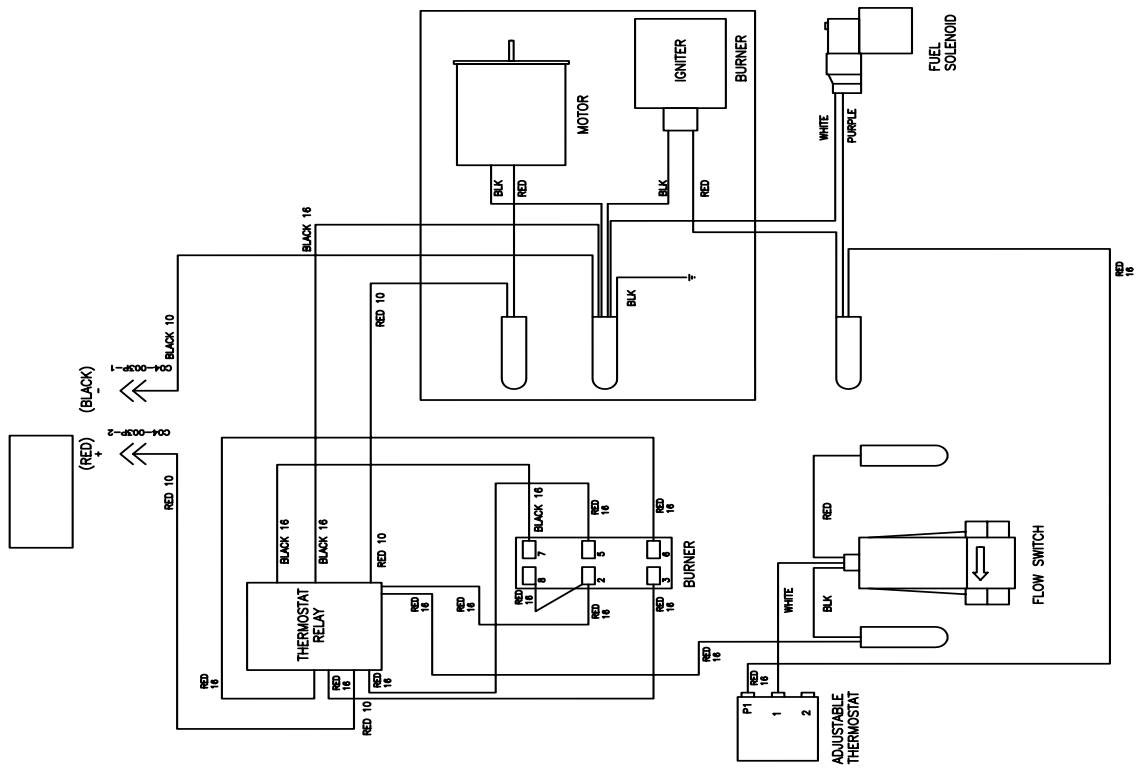 FUEL
SOLENOID
BURNER
IGNITER
MOTOR
WHITE
PURPLE
BLK
RED
BLK
RED
BLACK 16
BLK
RED 10
BLACK 10
RED
16
C04-003P-1
(BLACK)
-
C04-003P-2
(RED)
+
RED 10
BLACK 16
BLACK 16
RED 10
BLACK 16
RED
16
RED
16
7
5
6
8
2
3
BURNER
RED
16
RED
16
RED
16
RED
16
RED
16
THERMOSTAT
RELAY
RED
16
RED
16
RED
16
RED 10
RED
16
RED
WHITE
BLK
FLOW SWITCH
RED
16
P1
1
2
ADJUSTABLE
THERMOSTAT